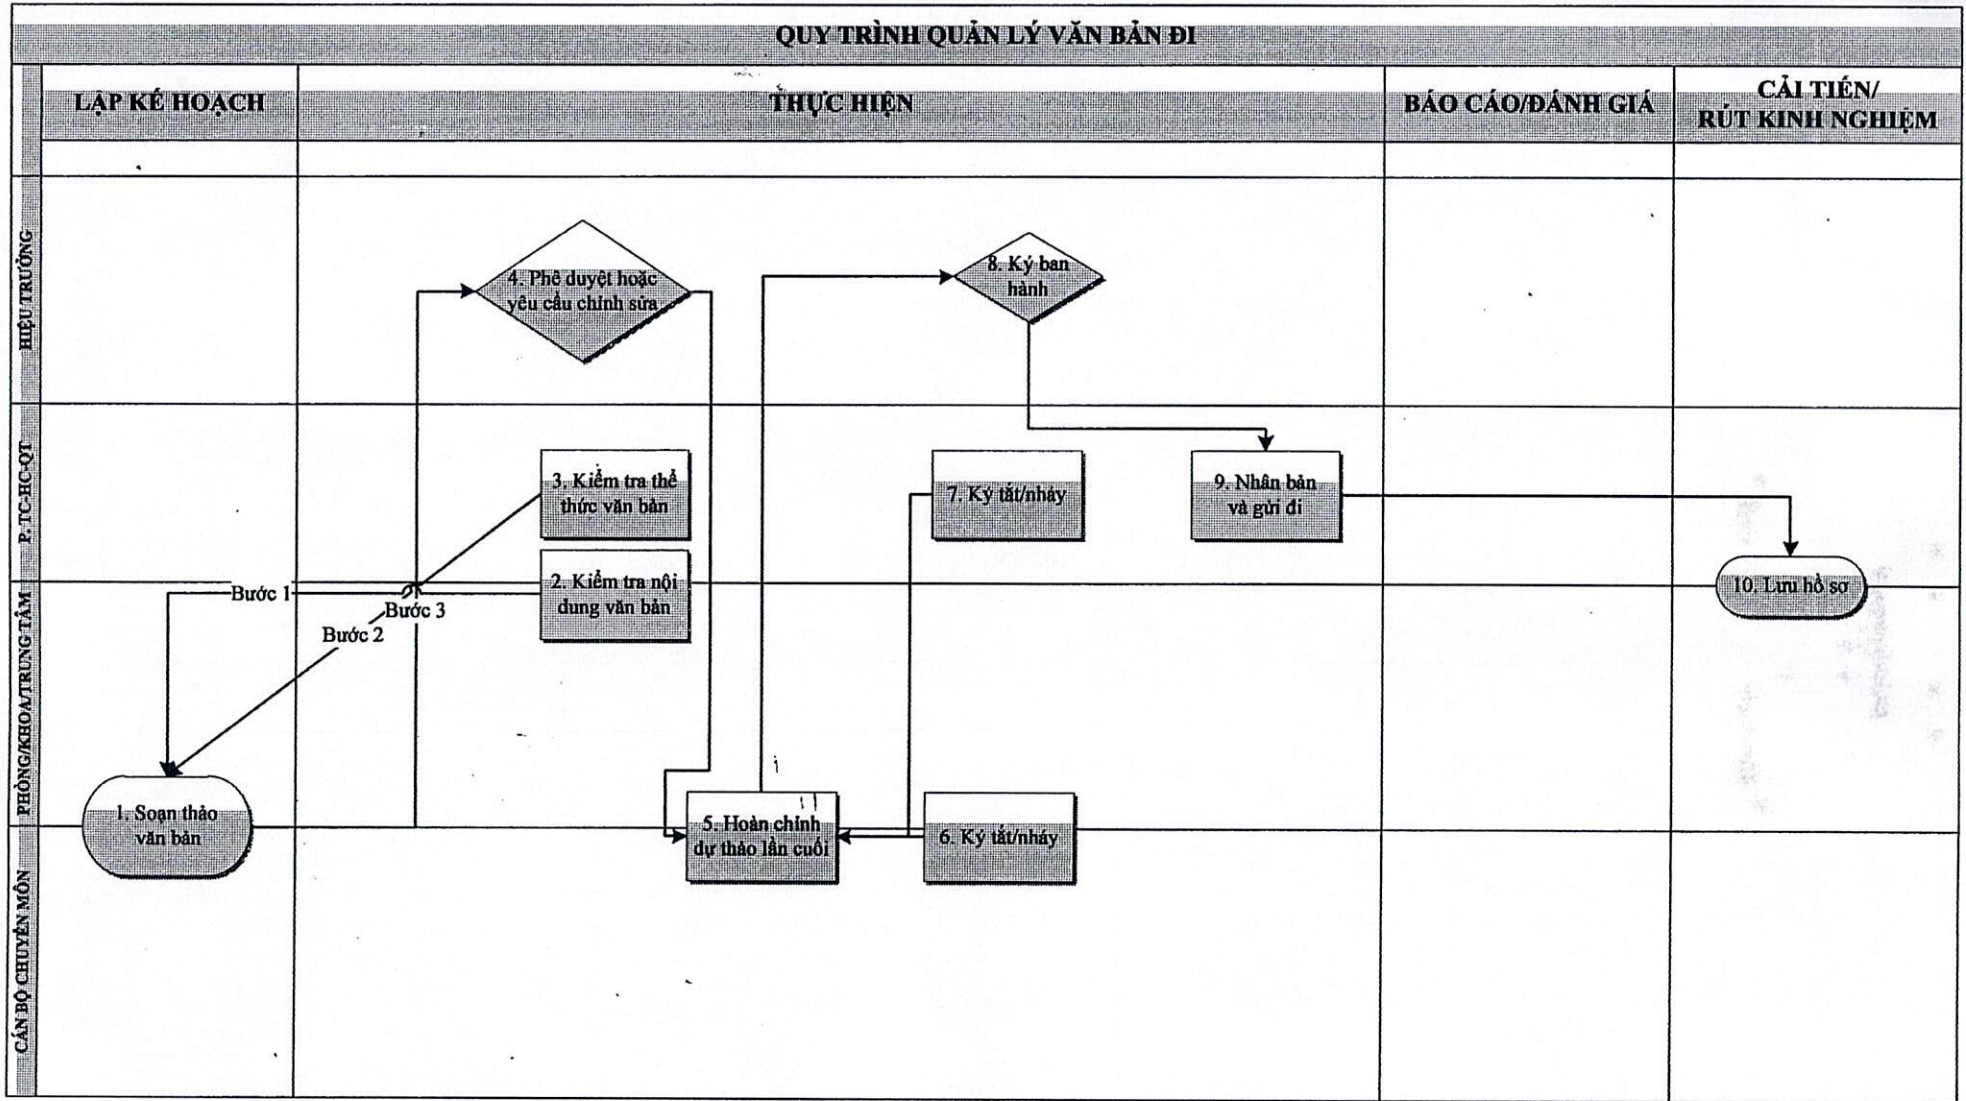 QUY TRÌNH QUẢN LÝ VĂN BẢN ĐI
LẬP KẾ HOẠCH
THỰC HIỆN
BÁO CÁO/ĐÁNH GIÁ
CẢI TIẾN/
RÚT KINH NGHIỆM
HIỆU TRƯỞNG
4. Phê duyệt hoặc
yêu cầu chỉnh sửa
8. Ký ban
hành
P. TC-HC-QT
3. Kiểm tra thể
thức văn bản
7. Ký tắt/nháy
9. Nhân bản
và gửi đi
PHÒNG/KHOA/TRUNG TÂM
2. Kiểm tra nội
dung văn bản
10. Lưu hồ sơ
Bước 1
Bước 3
Bước 2
1. Soạn thảo
văn bản
5. Hoàn chỉnh
dự thảo lần cuối
6. Ký tắt/nháy
CÁN BỘ CHUYÊN MÔN